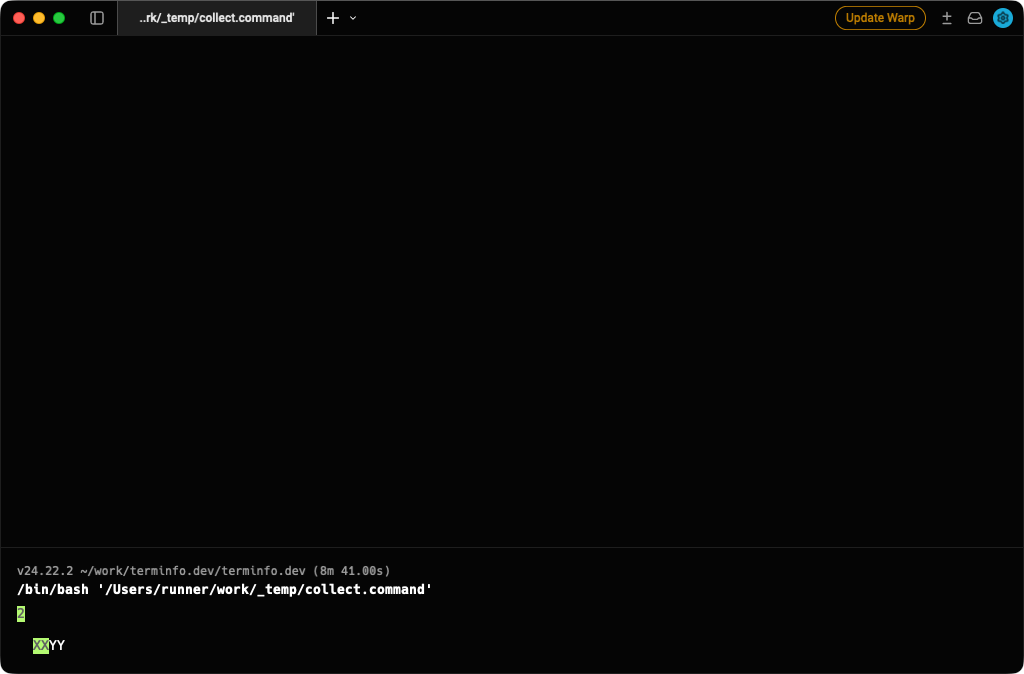 ..rk/_temp/collect.command'
Update Warp
v24.22.2 ~/work/terminfo.dev/terminfo.dev (8m 41.00s)
/bin/bash '/Users/runner/work/_temp/collect.command'
2
XXYY